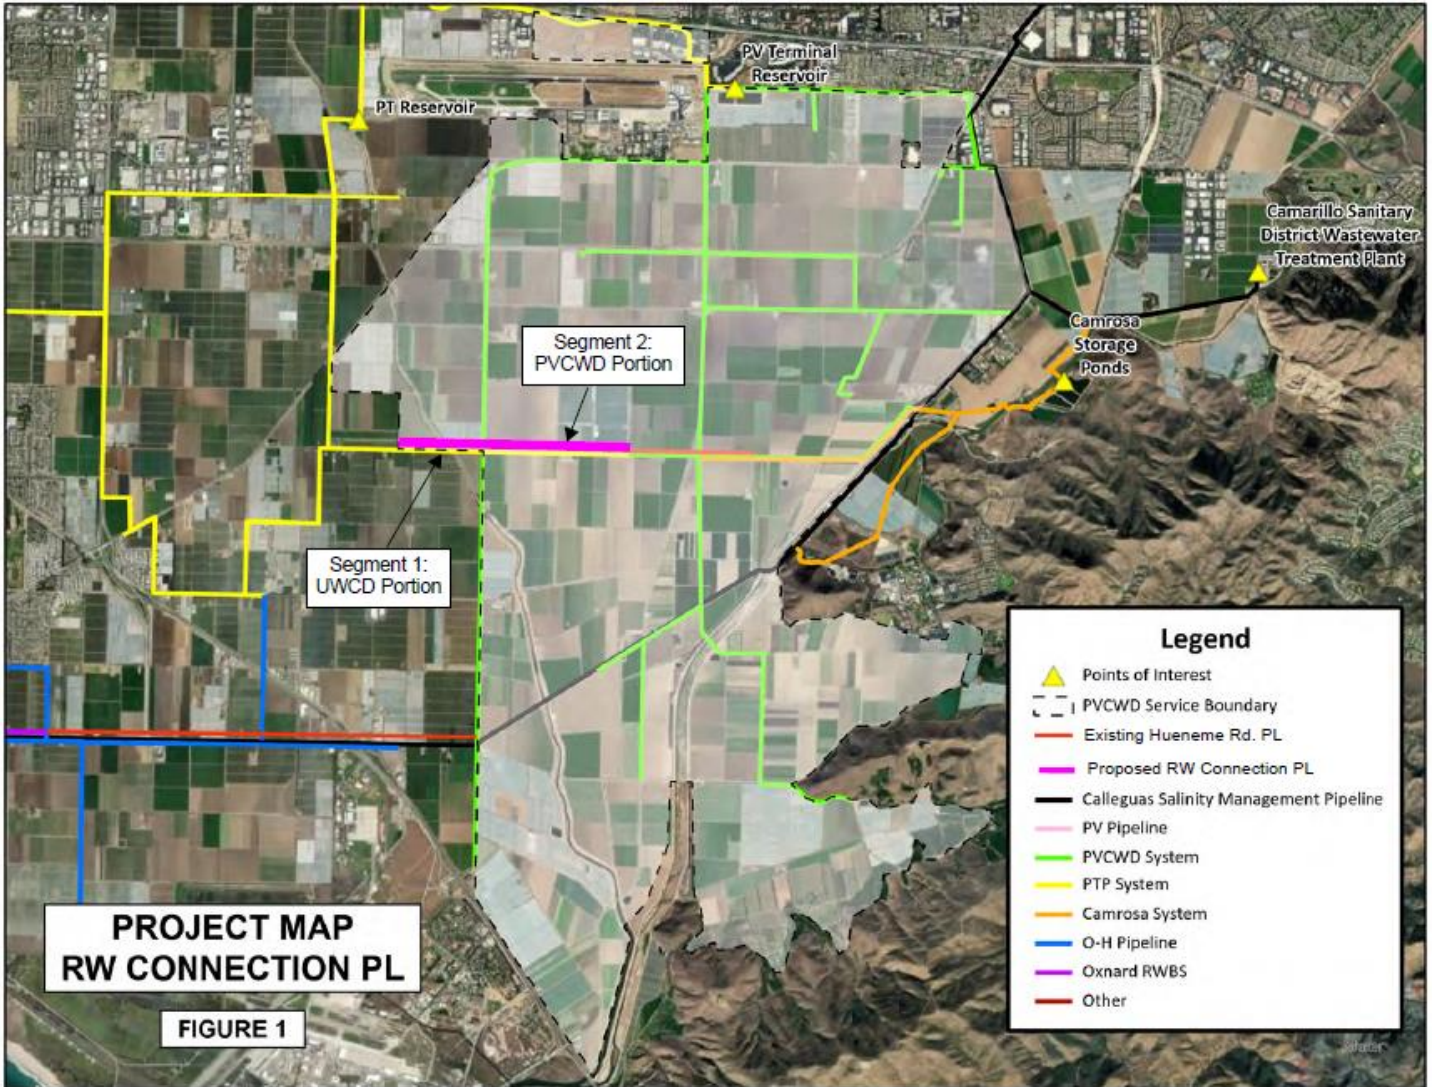 PV Terminal
Reservoir
PT Reservoir
Camarillo Sanitary
District Wastewater
Treatment Plant
Camrosa
Storage
Ponds
Segment 2:
PVCWD Portion
Segment 1:
UWCD Portion
Legend
Points of Interest
PVCWD Service Boundary
Existing Hueneme Rd. PL
Proposed RW Connection PL
Calleguas Salinity Management Pipeline
PV Pipeline
PVCWD System
PTP System
Camrosa System
O-H Pipeline
Oxnard RWBS
Other
PROJECT MAP
RW CONNECTION PL
FIGURE 1